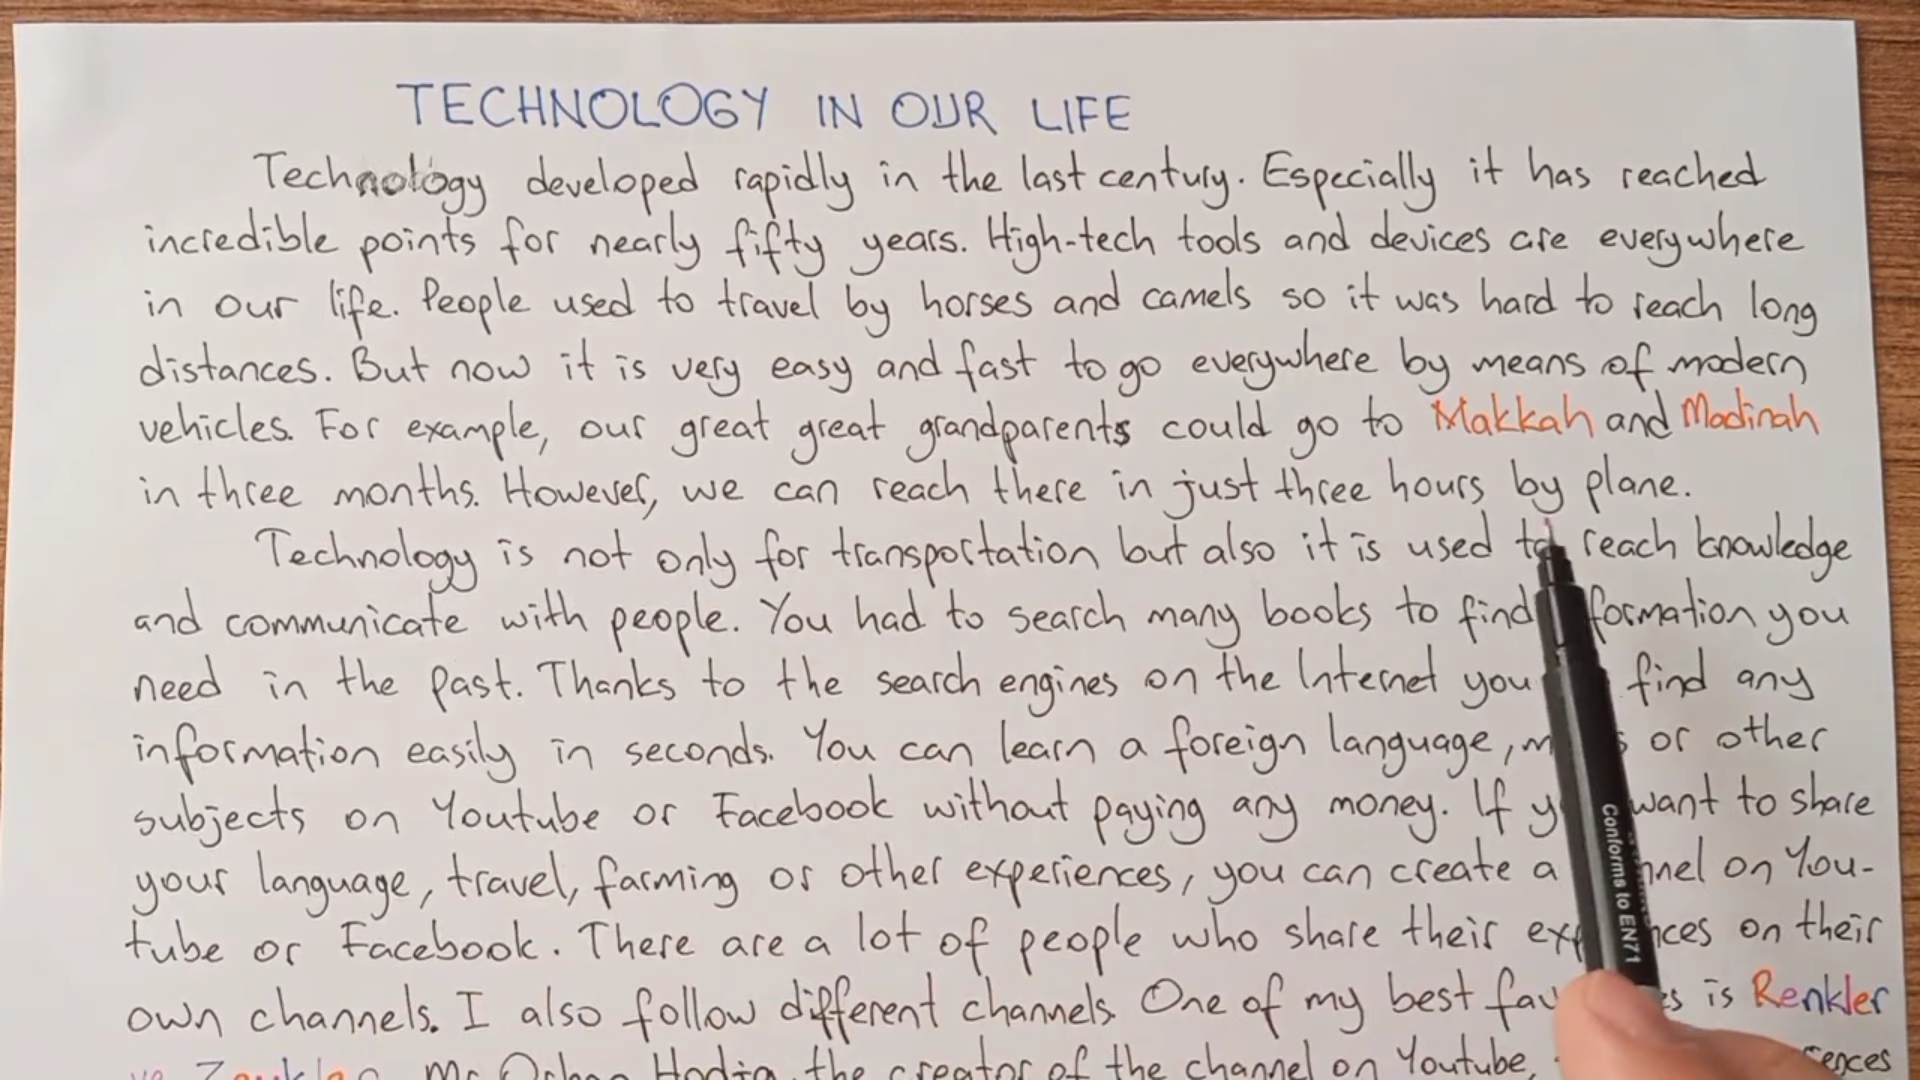 TECHNOLOGY IN OUR LIFE
Technology developed rapidly in the last century. Especially it has reached
incredible points for nearly fifty years. High-tech tools and devices are everywhere
in our life. People used to travel by horses and camels so it was hard to reach long
distances. But now it is very easy and fast to go everywhere by means of modern
vehicles. For example, our great great grandparents could go to Makkah and Madinah
in three months. However, we can reach there in just three hours by plane.
Technology is not only for transportation but also it is used to reach knowledge
and communicate with people. You had to search many books to find formation you
need in the past. Thanks to the search engines on the Internet you find any
information easily in seconds. You can learn a foreign language, or other
subjects on Youtube or Facebook without paying any money. If want to share
your language, travel, farming or other experiences, you can create a on You-
tube or Facebook. There are a lot of people who share their on their
own channels. I also follow different channels. One of my best is Renkler
the creator of the channel on Youtube,
Conforms to EN71